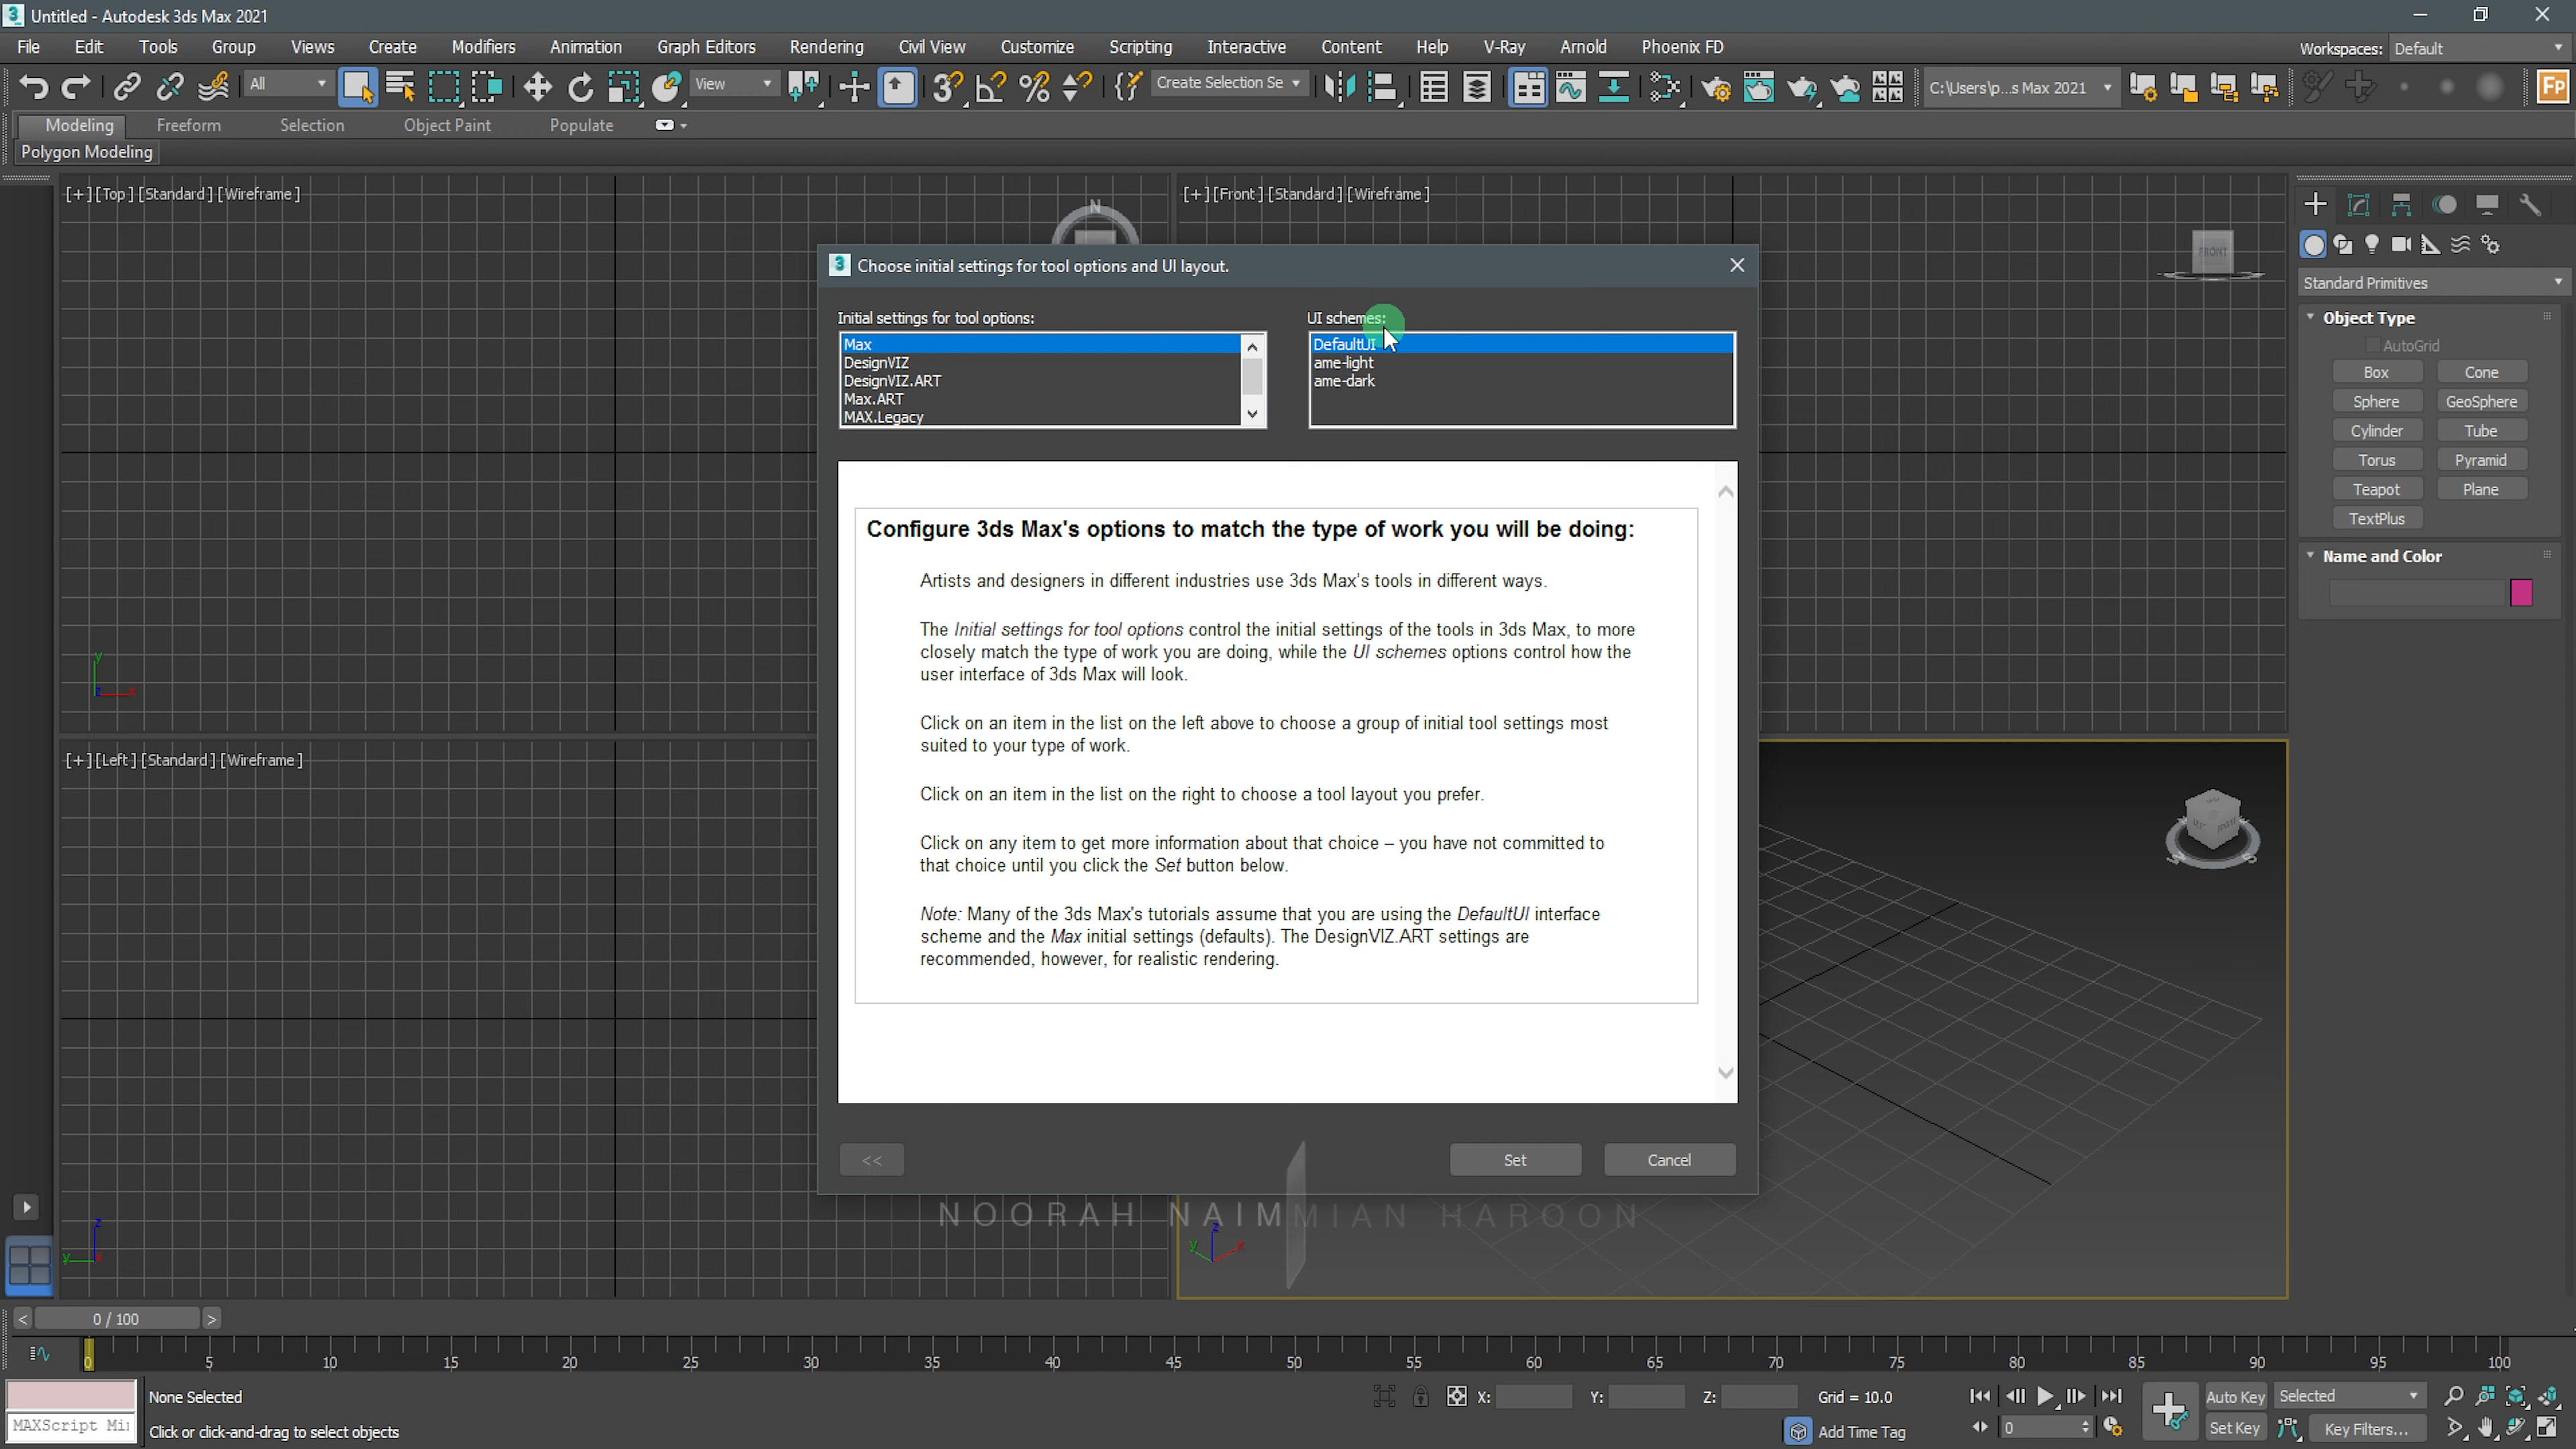 Untitled - Autodesk 3ds Max 2021
File Edit Tools Group Views Create Modifiers Animation Graph Editors Rendering Civil View Customize Scripting Interactive Content Help V-Ray Arnold Phoenix FD Workspaces: Default
All View Create Selection Se C:\Users\p...s Max 2021 FP
Modeling Freeform Selection Object Paint Populate
Polygon Modeling
[+][Top][Standard][Wireframe]
[+][Front][Standard][Wireframe]
N
FRONT
Choose initial settings for tool options and UI layout.
Initial settings for tool options:
Max
DesignVIZ
DesignVIZ.ART
Max.ART
MAX.Legacy
UI schemes:
DefaultUI
ame-light
ame-dark
Configure 3ds Max's options to match the type of work you will be doing:
Artists and designers in different industries use 3ds Max's tools in different ways.
The Initial settings for tool options control the initial settings of the tools in 3ds Max, to more
closely match the type of work you are doing, while the UI schemes options control how the
user interface of 3ds Max will look.
Click on an item in the list on the left above to choose a group of initial tool settings most
suited to your type of work.
Click on an item in the list on the right to choose a tool layout you prefer.
Click on any item to get more information about that choice – you have not committed to
that choice until you click the Set button below.
Note: Many of the 3ds Max's tutorials assume that you are using the DefaultUI interface
scheme and the Max initial settings (defaults). The DesignVIZ.ART settings are
recommended, however, for realistic rendering.
<< Set Cancel
Standard Primitives
Object Type
AutoGrid
Box Cone
Sphere GeoSphere
Cylinder Tube
Torus Pyramid
Teapot Plane
TextPlus
Name and Color
y
z x
[+][Left][Standard][Wireframe]
z
y x
NOORAH NAIM MIAN HAROON
z
y x
< 0 / 100 >
0 5 10 15 20 25 30 35 40 45 50 55 60 65 70 75 80 85 90 95 100
None Selected X: Y: Z: Grid = 10.0 Auto Key Selected
MAXScript Mi Click or click-and-drag to select objects Add Time Tag 0 Set Key Key Filters...